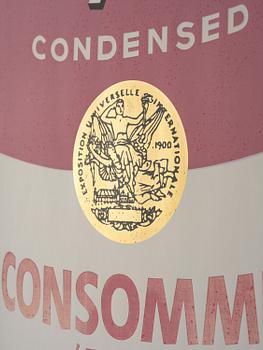 CONDENSED
EXPOSITION UNIVERSELLE INTERNATIONALE
1900
CONSOMM